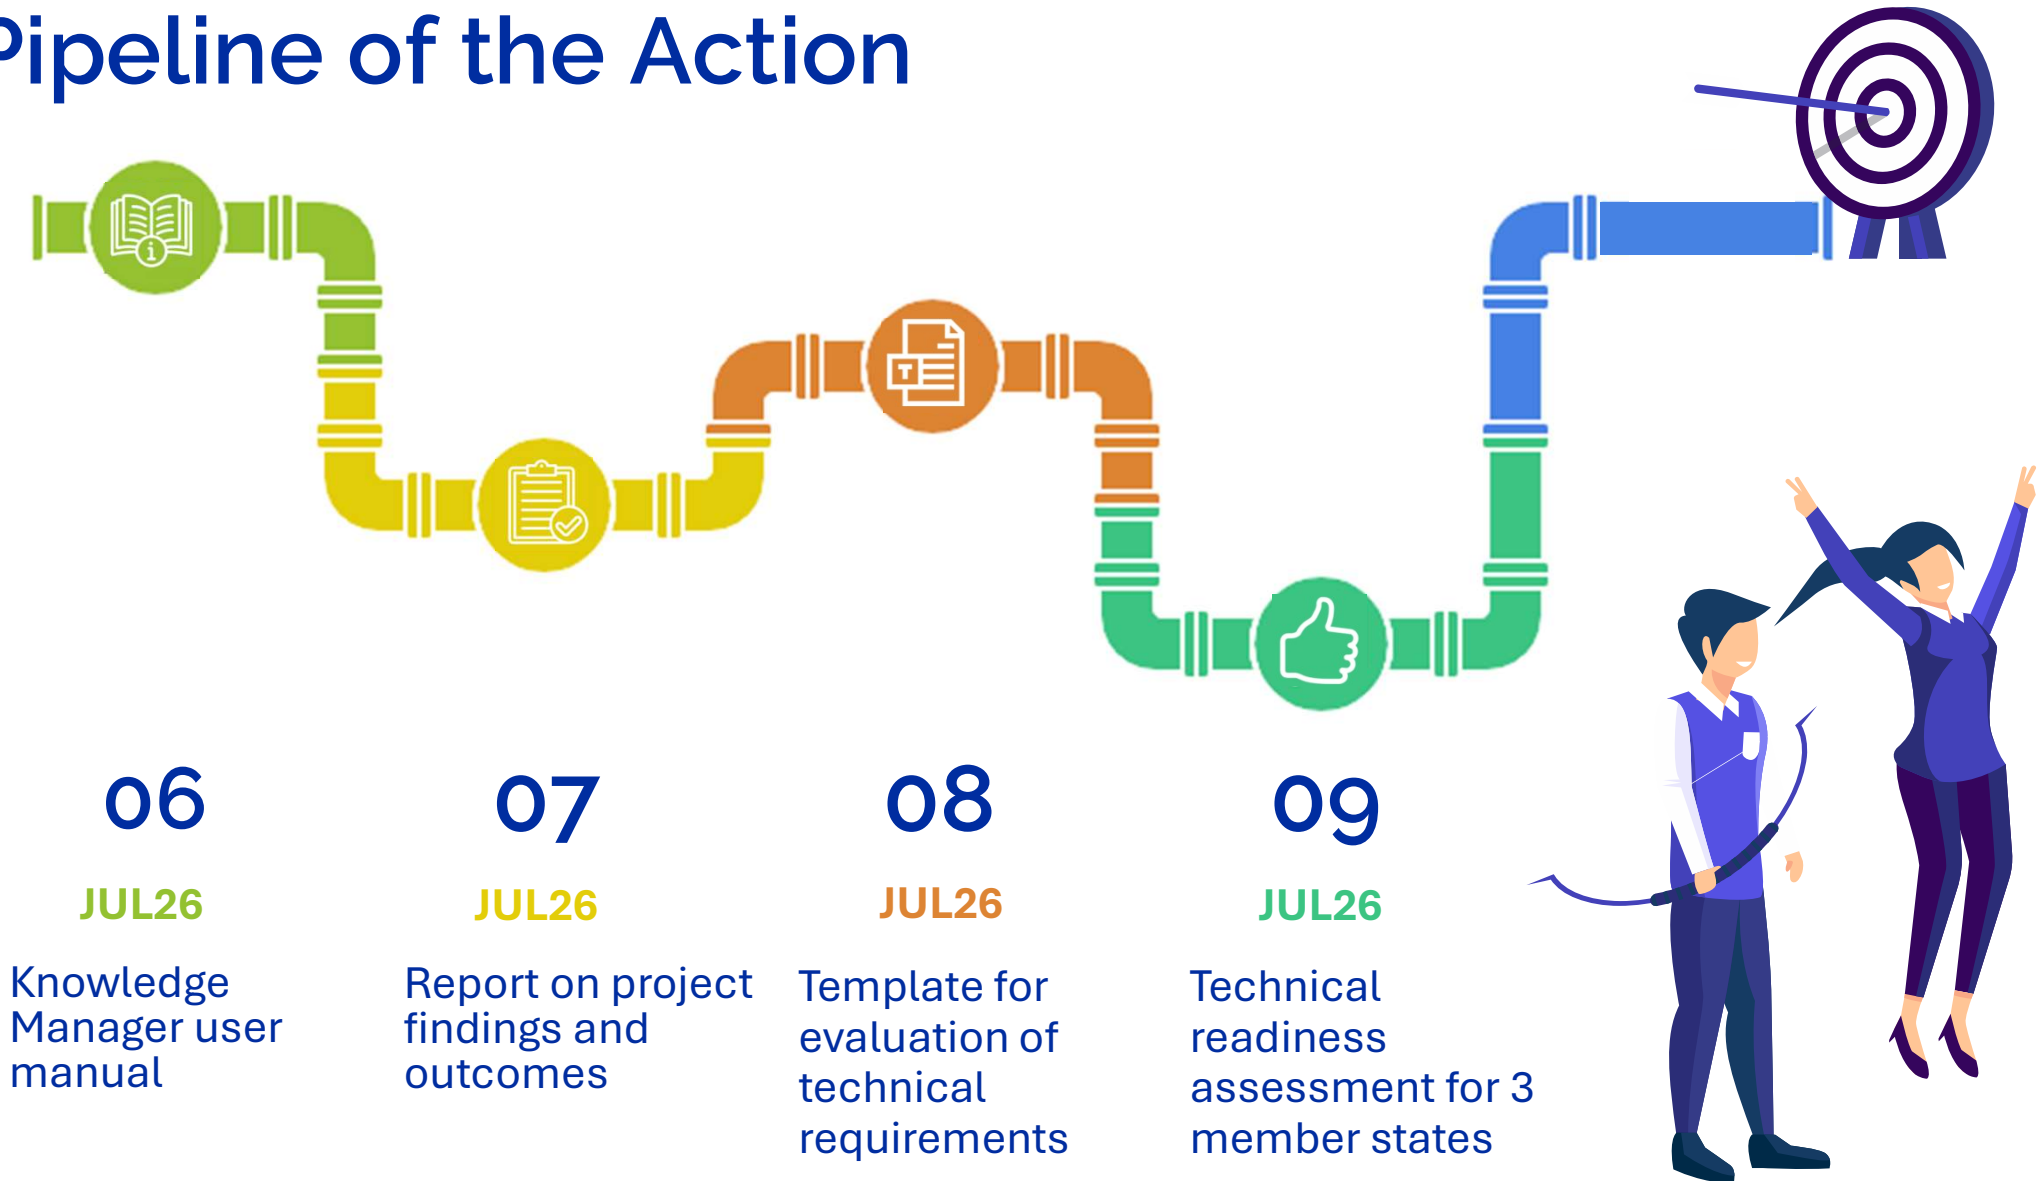 Pipeline of the Action
06
JUL26
Knowledge
Manager user
manual
07
JUL26
Report on project
findings and
outcomes
08
JUL26
Template for
evaluation of
technical
requirements
09
JUL26
Technical
readiness
assessment for 3
member states